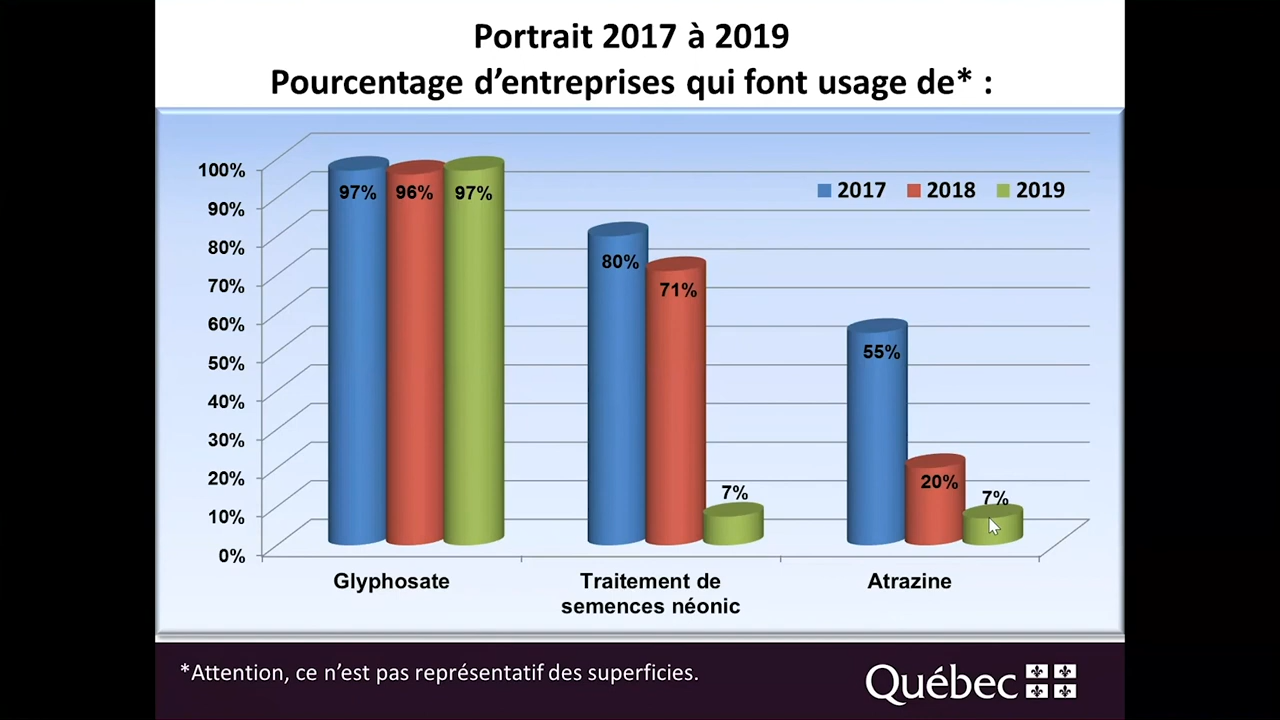 Portrait 2017 à 2019
Pourcentage d’entreprises qui font usage de* :
100%
90%
80%
70%
60%
50%
40%
30%
20%
10%
0%
2017 2018 2019
97% 96% 97%
80%
71%
7%
55%
20%
7%
Glyphosate
Traitement de
semences néonic
Atrazine
*Attention, ce n’est pas représentatif des superficies.
Québec